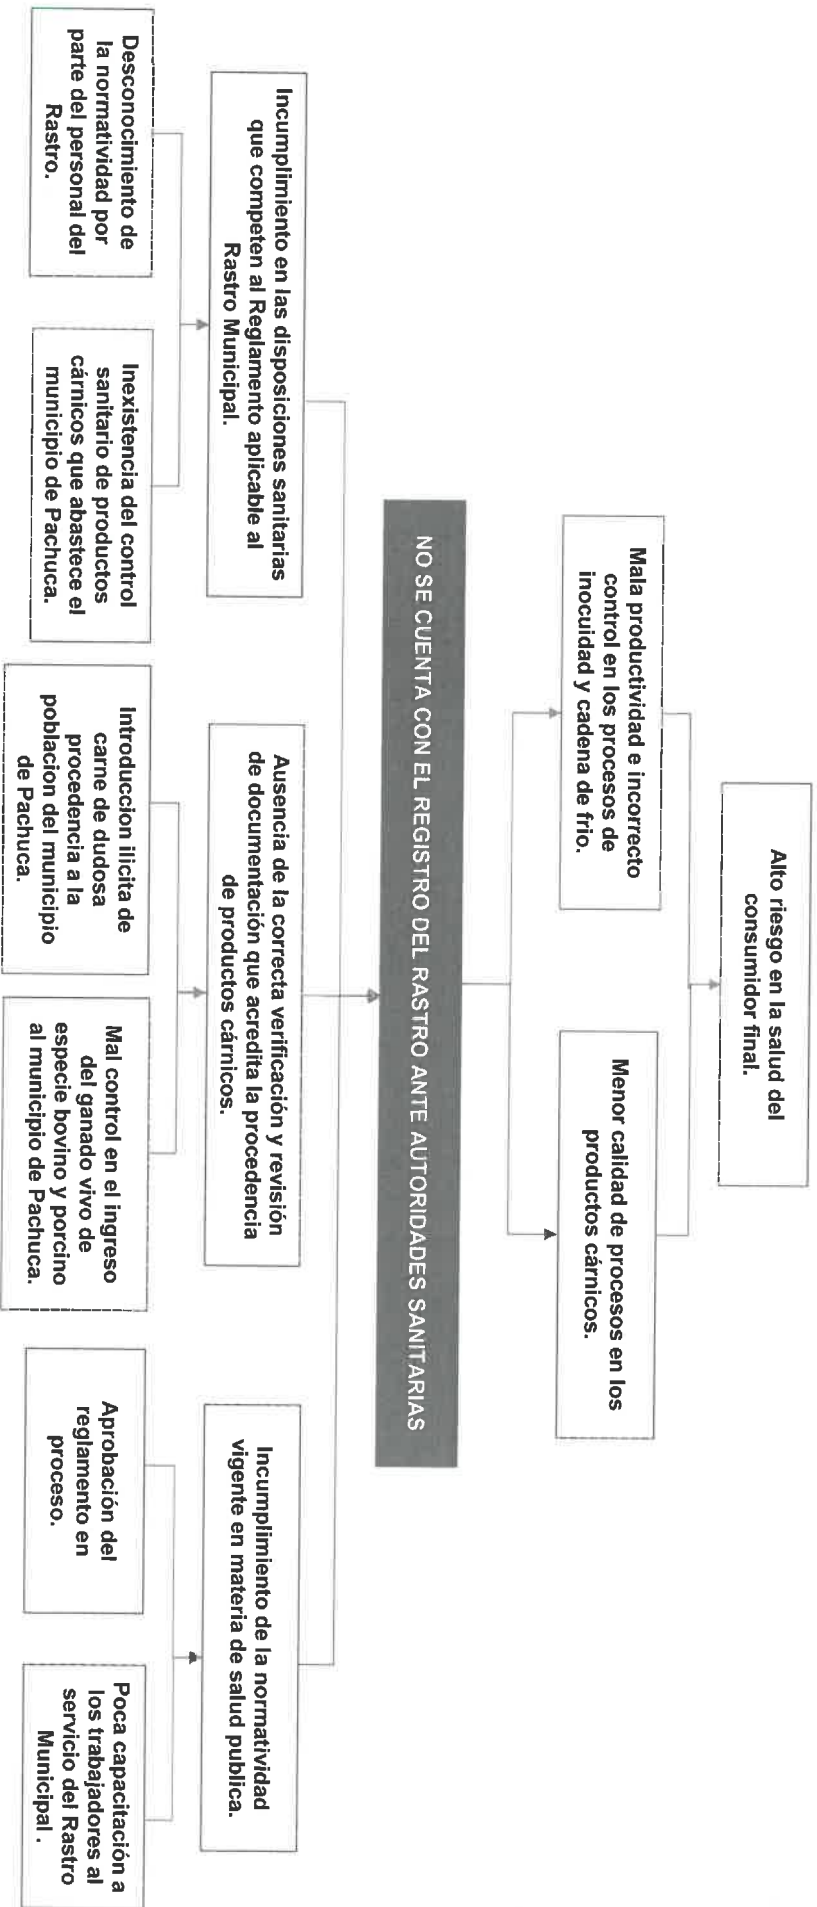 Alto riesgo en la salud del
consumidor final.
Mala productividad e incorrecto
control en los procesos de
inocuidad y cadena de frio.
Menor calidad de procesos en los
productos cárnicos.
NO SE CUENTA CON EL REGISTRO DEL RASTRO ANTE AUTORIDADES SANITARIAS
Incumplimiento en las disposiciones sanitarias
que competen al Reglamento aplicable al
Rastro Municipal.
Ausencia de la correcta verificación y revisión
de documentación que acredita la procedencia
de productos cárnicos.
Incumplimiento de la normatividad
vigente en materia de salud publica.
Desconocimiento de
la normatividad por
parte del personal del
Rastro.
Inexistencia del control
sanitario de productos
cárnicos que abastece el
municipio de Pachuca.
Introduccion ilicita de
carne de dudosa
procedencia a la
poblacion del municipio
de Pachuca.
Mal control en el ingreso
del ganado vivo de
especie bovino y porcino
al municipio de Pachuca.
Aprobación del
reglamento en
proceso.
Poca capacitación a
los trabajadores al
servicio del Rastro
Municipal .